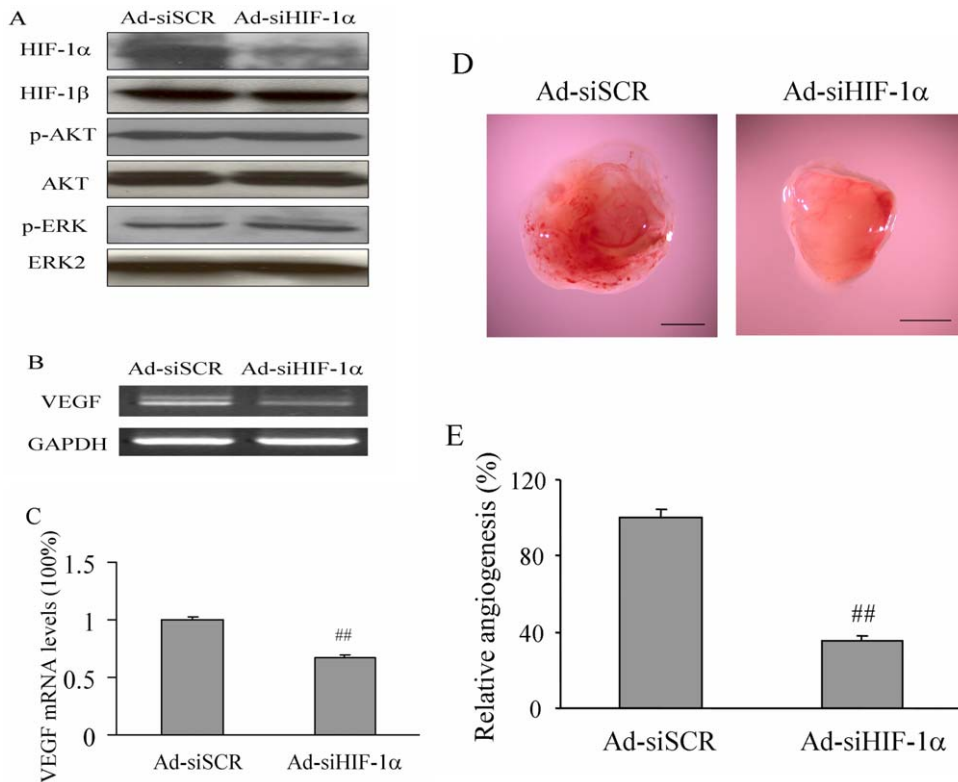 A
Ad-siSCR Ad-siHIF-1α
HIF-1α
HIF-1β
p-AKT
AKT
p-ERK
ERK2
B
Ad-siSCR Ad-siHIF-1α
VEGF
GAPDH
C
VEGF mRNA levels (100%)
1.5
1
0.5
0
##
Ad-siSCR Ad-siHIF-1α
D
Ad-siSCR Ad-siHIF-1α
E
Relative angiogenesis (%)
120
80
40
0
##
Ad-siSCR Ad-siHIF-1α